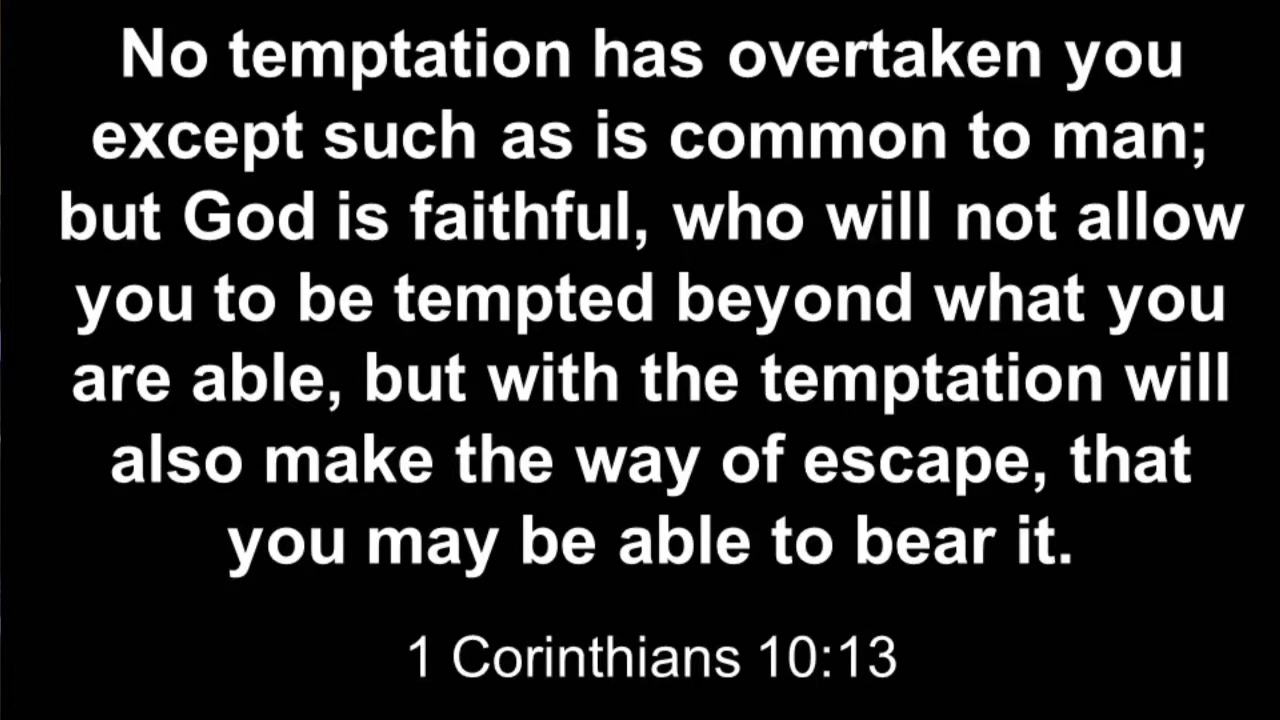 No temptation has overtaken you
except such as is common to man;
but God is faithful, who will not allow
you to be tempted beyond what you
are able, but with the temptation will
also make the way of escape, that
you may be able to bear it.
1 Corinthians 10:13